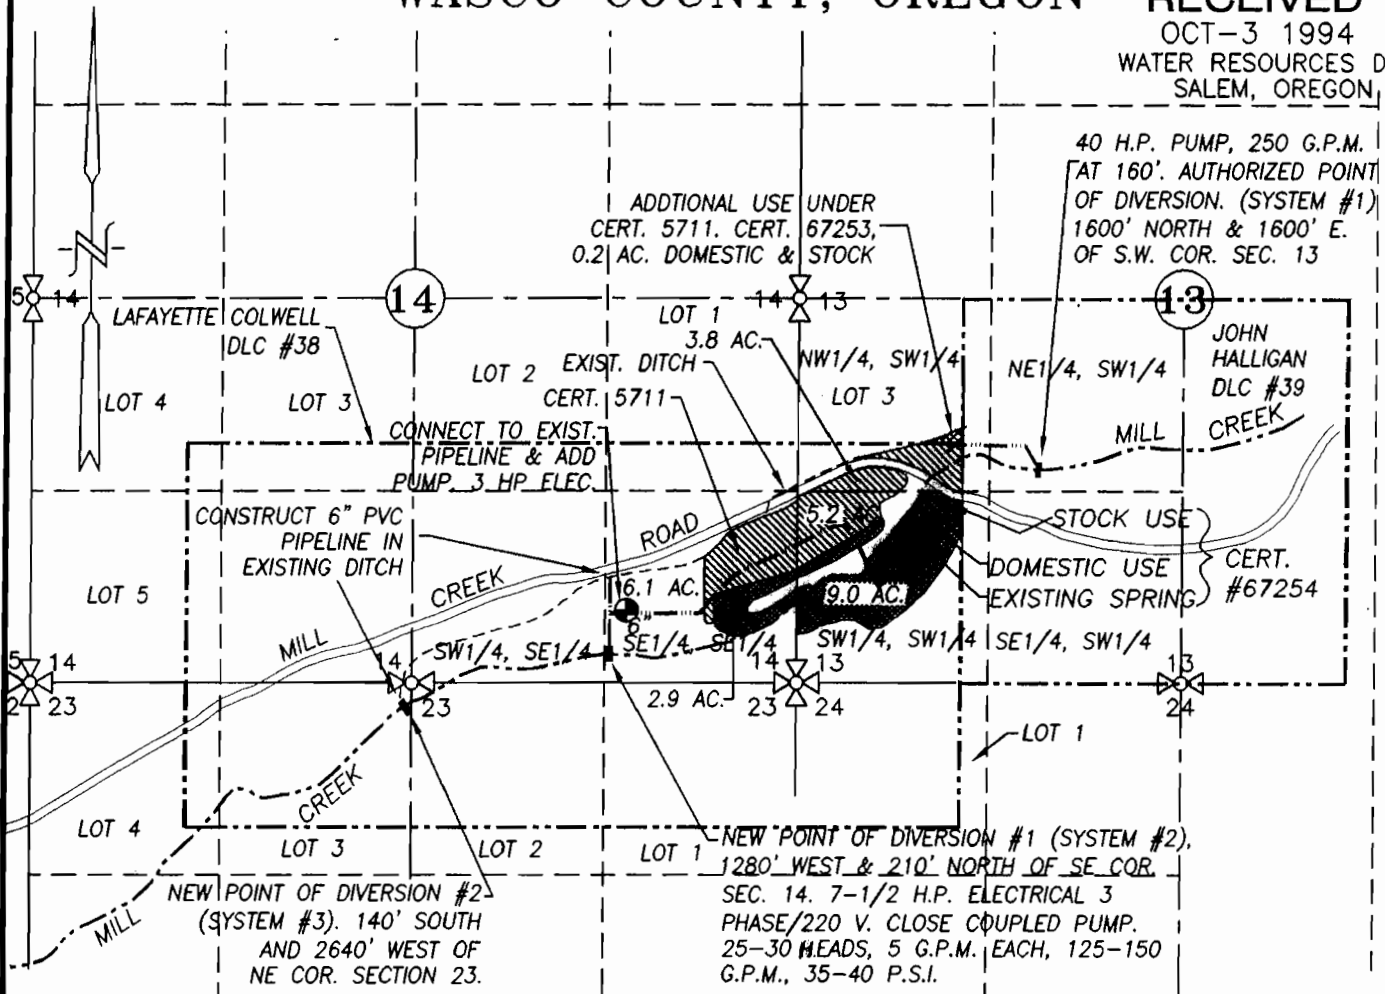 WASCO COUNTY, OREGON
RECEIVED
OCT-3 1994
WATER RESOURCES D
SALEM, OREGON
40 H.P. PUMP, 250 G.P.M.
AT 160'. AUTHORIZED POINT
OF DIVERSION. (SYSTEM #1)
1600' NORTH & 1600' E.
OF S.W. COR. SEC. 13
ADDTIONAL USE UNDER
CERT. 5711. CERT. 67253,
0.2 AC. DOMESTIC & STOCK
5
14
14
14
13
13
LAFAYETTE COLWELL
DLC #38
LOT 1
3.8 AC.
JOHN
HALLIGAN
DLC #39
LOT 2
EXIST. DITCH
NW1/4, SW1/4
NE1/4, SW1/4
LOT 4
LOT 3
CERT. 5711
LOT 3
CONNECT TO EXIST.
PIPELINE & ADD
PUMP. 3 HP ELEC.
MILL CREEK
CONSTRUCT 6" PVC
PIPELINE IN
EXISTING DITCH
5.2
ROAD
STOCK USE
DOMESTIC USE
EXISTING SPRING
CERT.
#67254
LOT 5
CREEK
6.1 AC.
9.0 AC.
6"
MILL
SW1/4, SE1/4
SE1/4, SE1/4
SW1/4, SW1/4
SE1/4, SW1/4
5
14
14
14
13
13
2
23
23
2.9 AC.
23
24
24
LOT 1
CREEK
LOT 4
LOT 3
LOT 2
LOT 1
NEW POINT OF DIVERSION #1 (SYSTEM #2),
1280' WEST & 210' NORTH OF SE COR.
SEC. 14. 7-1/2 H.P. ELECTRICAL 3
PHASE/220 V. CLOSE COUPLED PUMP.
25-30 HEADS, 5 G.P.M. EACH, 125-150
G.P.M., 35-40 P.S.I.
NEW POINT OF DIVERSION #2
(SYSTEM #3). 140' SOUTH
AND 2640' WEST OF
NE COR. SECTION 23.
MILL